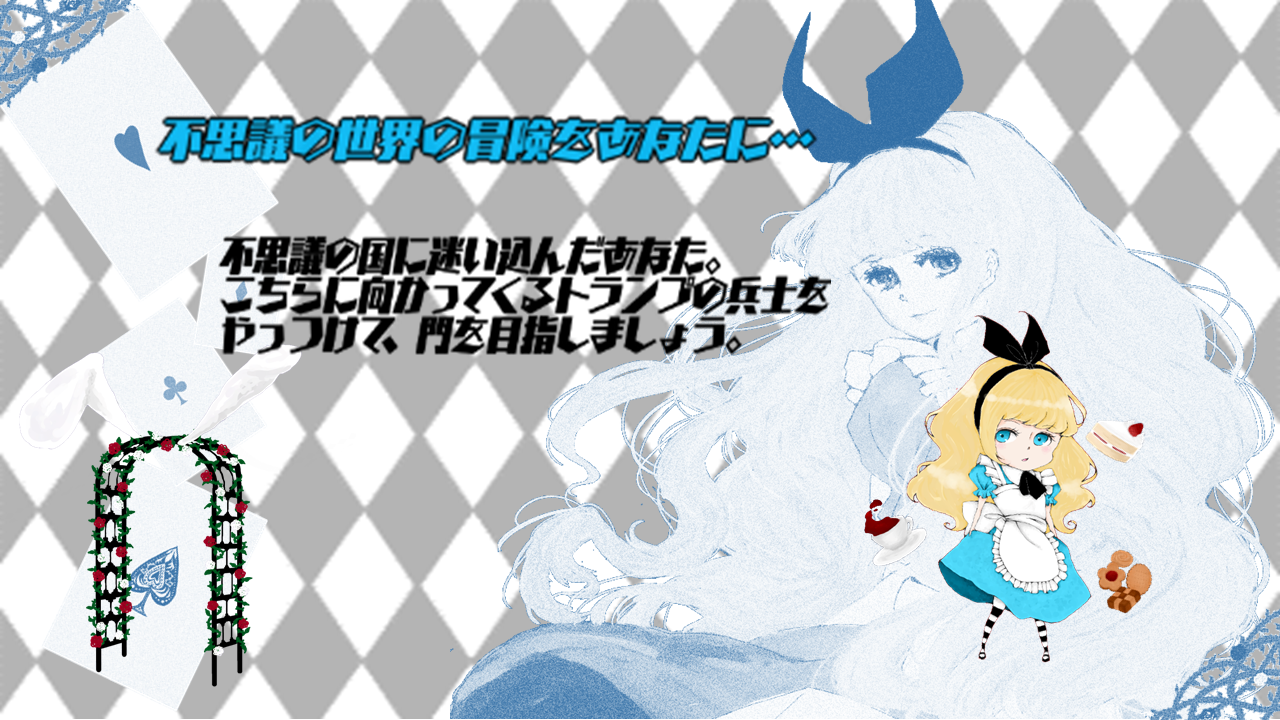 不思議の世界の冒険をあなたに…
不思議の国に迷い込んだあなた。
こちらに向かってくるトランプの兵士を
やっつけて、門を目指しましょう。